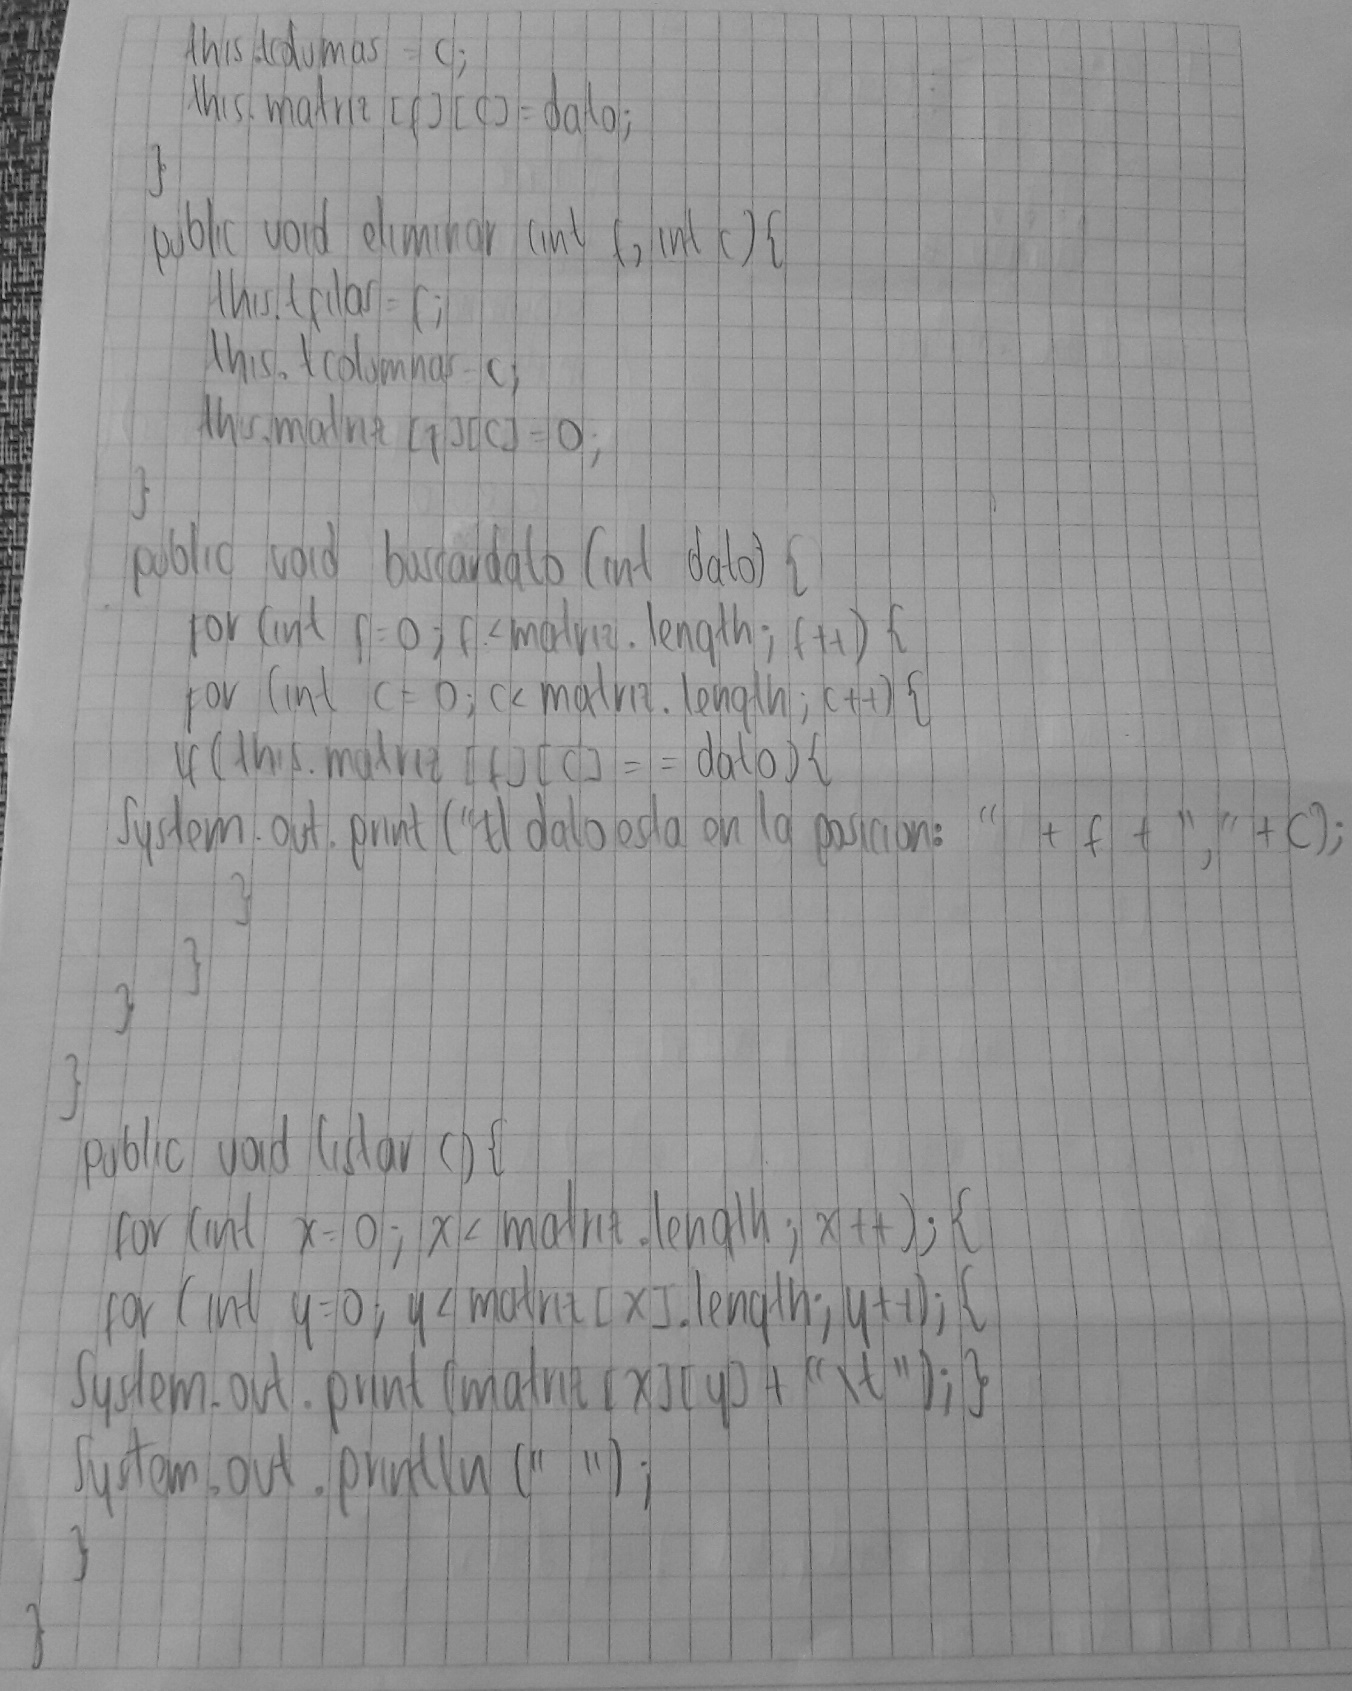 this.tcolumas = c;
this.matriz [f][c] = dato;
}
public void eliminar (int f, int c){
this.tfilas = f;
this.tcolumnas = c;
this.matriz [f][c] = 0;
}
public void buscardato (int dato) {
for (int f = 0; f < matriz.length; f++) {
for (int c = 0; c < matriz.length; c++) {
if (this.matriz [f][c] == dato) {
System.out.print ("El dato esta en la posicion: " + f + "," + c);
}
}
}
}
public void listar () {
for (int x = 0; x < matriz.length; x++); {
for (int y = 0; y < matriz [x].length; y++); {
System.out.print (matriz [x][y] + "\t"); }
System.out.println (" ");
}
}